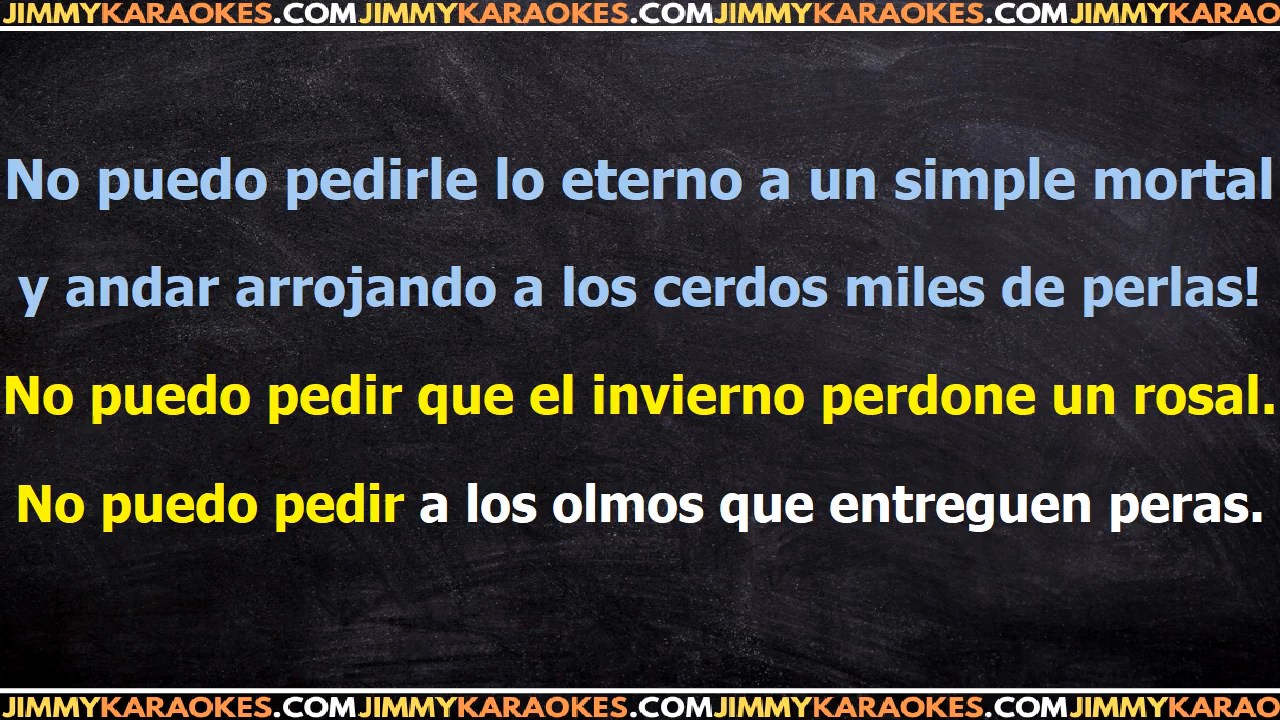 JIMMYKARAOKES.COMJIMMYKARAOKES.COMJIMMYKARAOKES.COMJIMMYKARAO
No puedo pedirle lo eterno a un simple mortal
y andar arrojando a los cerdos miles de perlas!
No puedo pedir que el invierno perdone un rosal.
No puedo pedir a los olmos que entreguen peras.
JIMMYKARAOKES.COMJIMMYKARAOKES.COMJIMMYKARAOKES.COMJIMMYKARAO